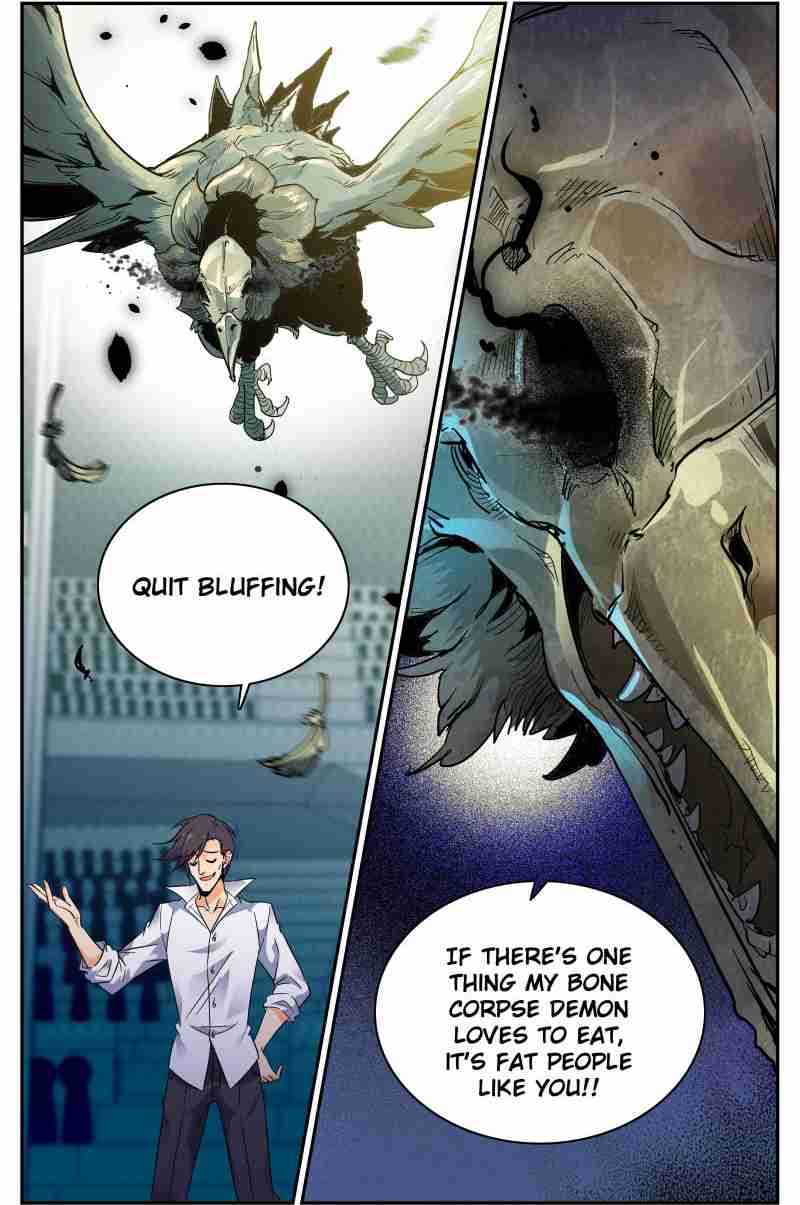 QUIT BLUFFING!
IF THERE'S ONE
THING MY BONE
CORPSE DEMON
LOVES TO EAT,
IT'S FAT PEOPLE
LIKE YOU!!